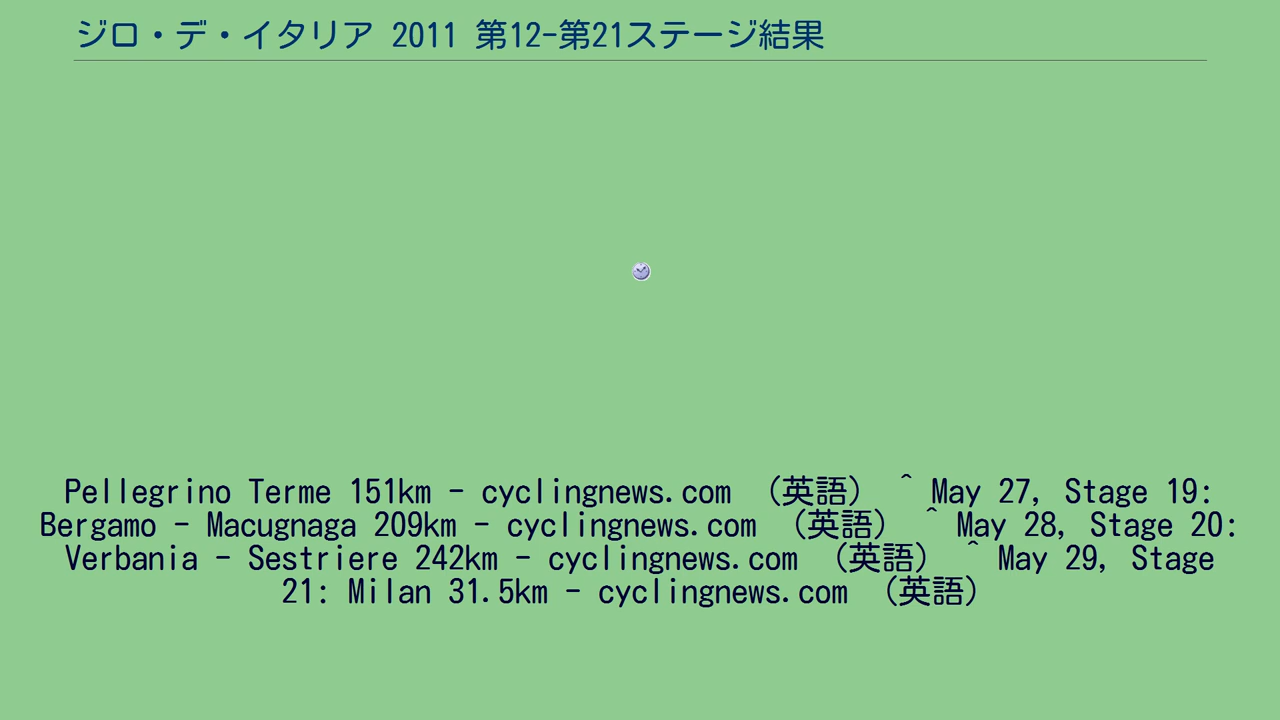 ジロ・デ・イタリア 2011 第12-第21ステージ結果
Pellegrino Terme 151km – cyclingnews.com （英語） ^ May 27, Stage 19:
Bergamo – Macugnaga 209km – cyclingnews.com （英語） ^ May 28, Stage 20:
Verbania – Sestriere 242km – cyclingnews.com （英語） ^ May 29, Stage
21: Milan 31.5km – cyclingnews.com （英語）